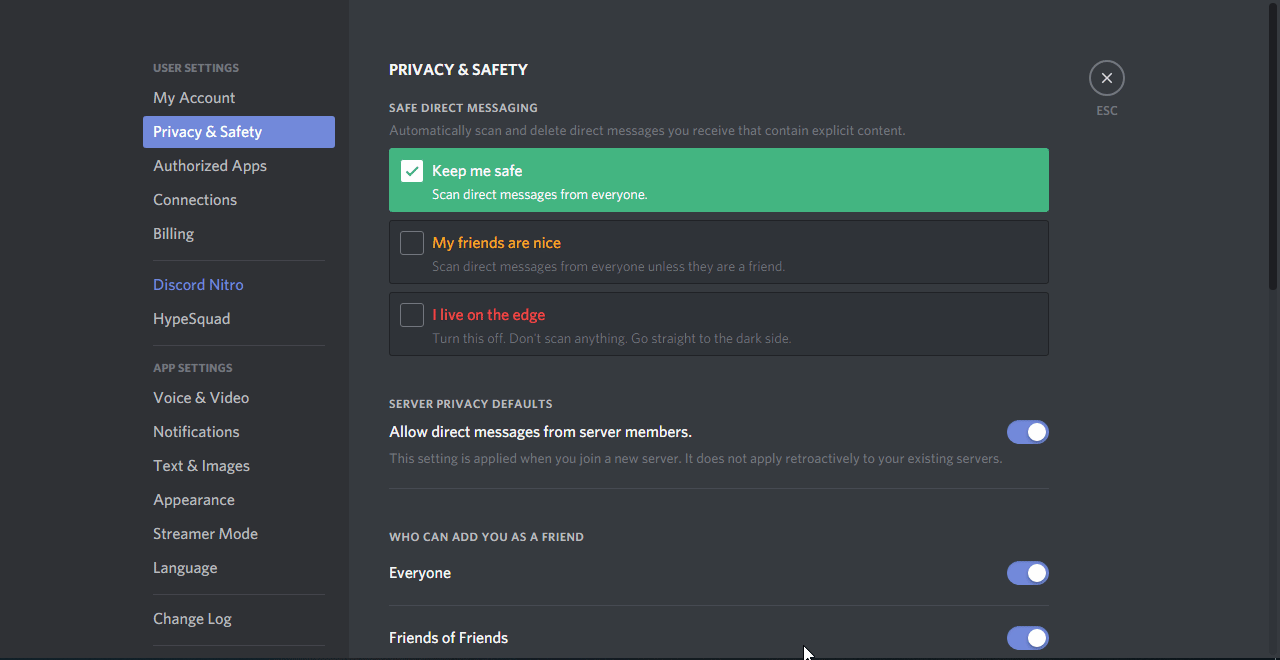 USER SETTINGS
My Account
Privacy & Safety
Authorized Apps
Connections
Billing
Discord Nitro
HypeSquad
APP SETTINGS
Voice & Video
Notifications
Text & Images
Appearance
Streamer Mode
Language
Change Log
PRIVACY & SAFETY
SAFE DIRECT MESSAGING
Automatically scan and delete direct messages you receive that contain explicit content.
Keep me safe
Scan direct messages from everyone.
My friends are nice
Scan direct messages from everyone unless they are a friend.
I live on the edge
Turn this off. Don't scan anything. Go straight to the dark side.
SERVER PRIVACY DEFAULTS
Allow direct messages from server members.
This setting is applied when you join a new server. It does not apply retroactively to your existing servers.
WHO CAN ADD YOU AS A FRIEND
Everyone
Friends of Friends
ESC